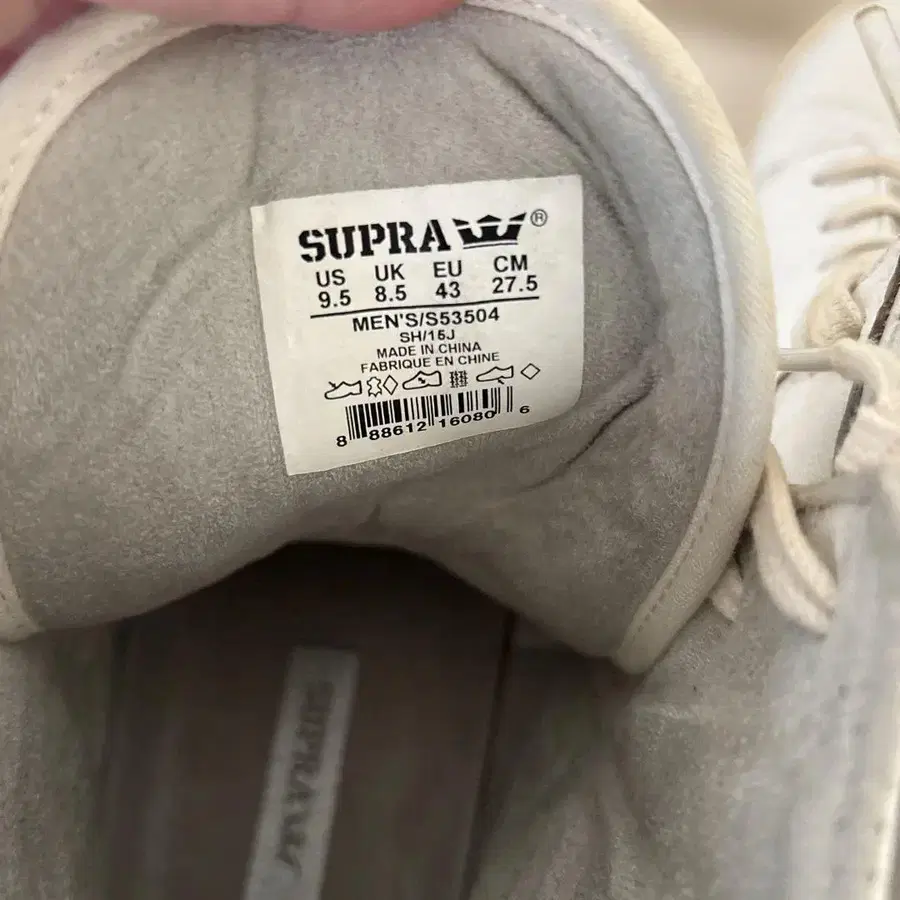 SUPRA ®
US UK EU CM
9.5 8.5 43 27.5
MEN'S/S53504
SH/15J
MADE IN CHINA
FABRIQUE EN CHINE
8 88612 16080 6
SUPRA